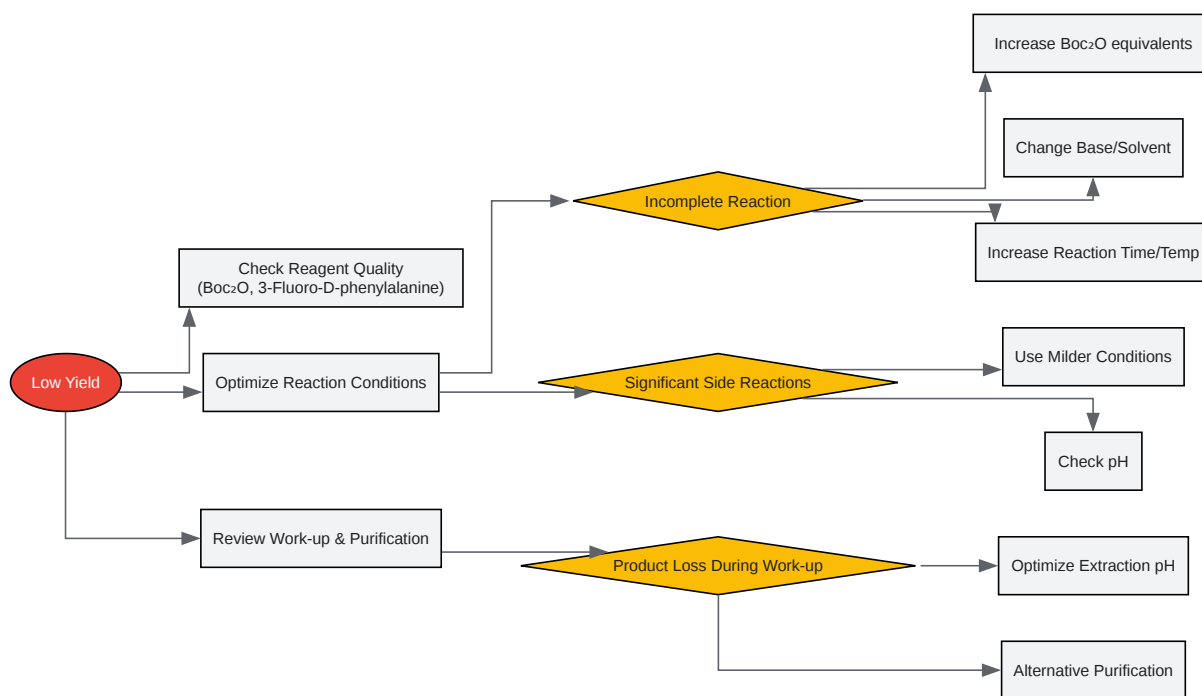 Increase Boc₂O equivalents
Change Base/Solvent
Incomplete Reaction
Increase Reaction Time/Temp
Check Reagent Quality
(Boc₂O, 3-Fluoro-D-phenylalanine)
Low Yield
Optimize Reaction Conditions
Significant Side Reactions
Use Milder Conditions
Check pH
Review Work-up & Purification
Product Loss During Work-up
Optimize Extraction pH
Alternative Purification